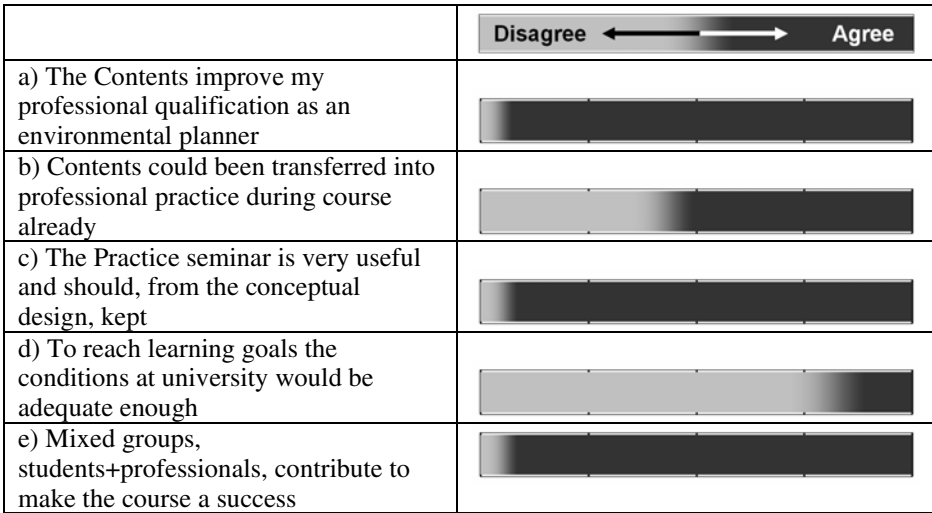 Disagree Agree
a) The Contents improve my
professional qualification as an
environmental planner
b) Contents could been transferred into
professional practice during course
already
c) The Practice seminar is very useful
and should, from the conceptual
design, kept
d) To reach learning goals the
conditions at university would be
adequate enough
e) Mixed groups,
students+professionals, contribute to
make the course a success